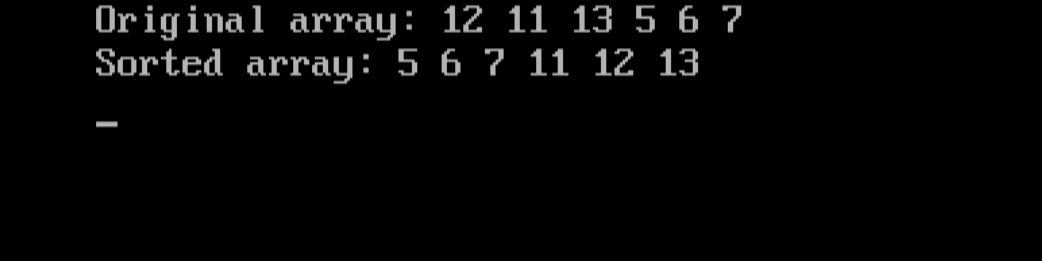 Original array: 12 11 13 5 6 7
Sorted array: 5 6 7 11 12 13